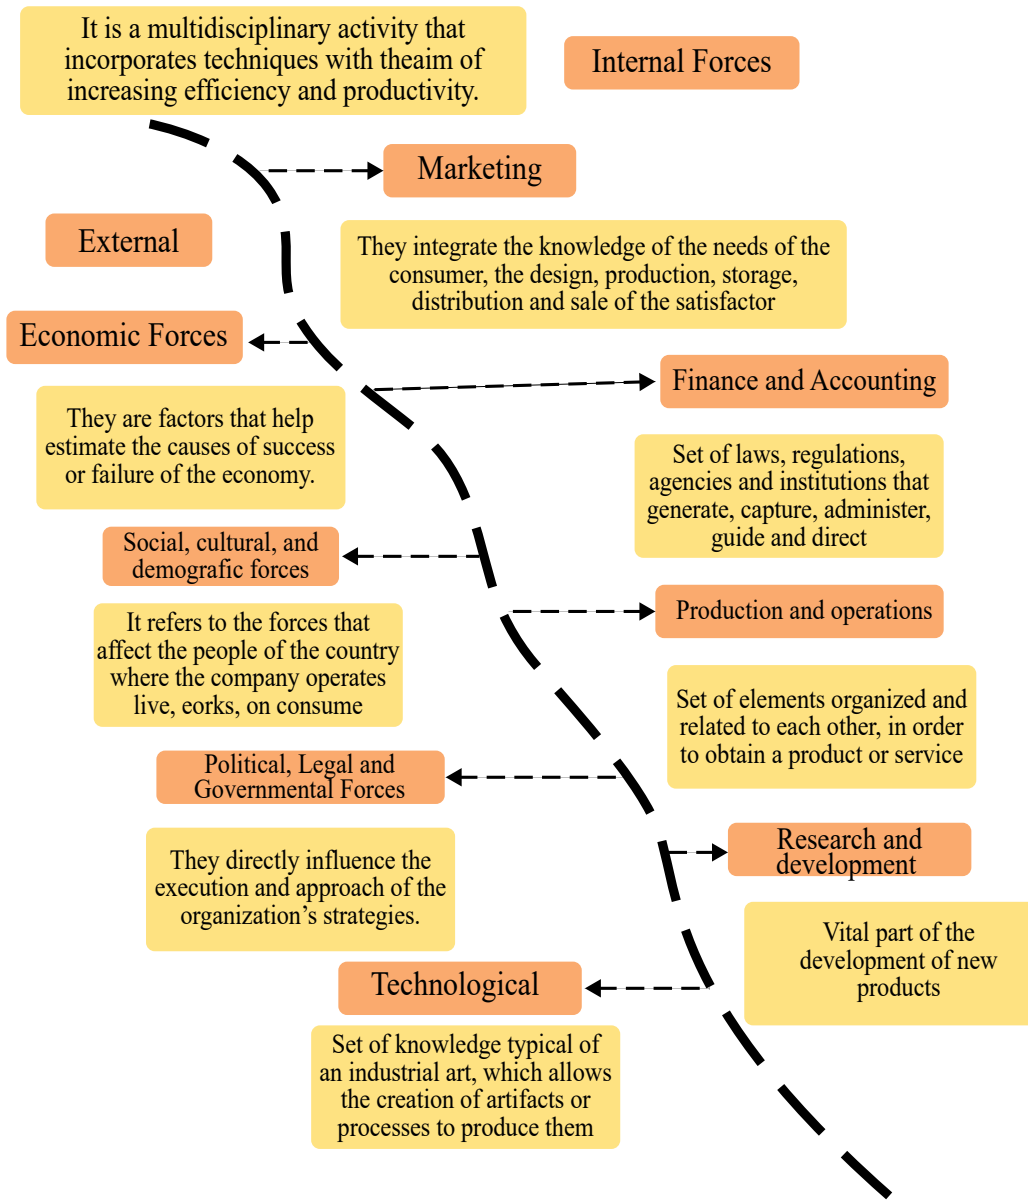 It is a multidisciplinary activity that
incorporates techniques with theaim of
increasing efficiency and productivity.
Internal Forces
Marketing
External
They integrate the knowledge of the needs of the
consumer, the design, production, storage,
distribution and sale of the satisfactor
Economic Forces
Finance and Accounting
They are factors that help
estimate the causes of success
or failure of the economy.
Set of laws, regulations,
agencies and institutions that
generate, capture, administer,
guide and direct
Social, cultural, and
demografic forces
Production and operations
It refers to the forces that
affect the people of the country
where the company operates
live, eorks, on consume
Set of elements organized and
related to each other, in order
to obtain a product or service
Political, Legal and
Governmental Forces
Research and
development
They directly influence the
execution and approach of the
organization’s strategies.
Vital part of the
development of new
products
Technological
Set of knowledge typical of
an industrial art, which allows
the creation of artifacts or
processes to produce them